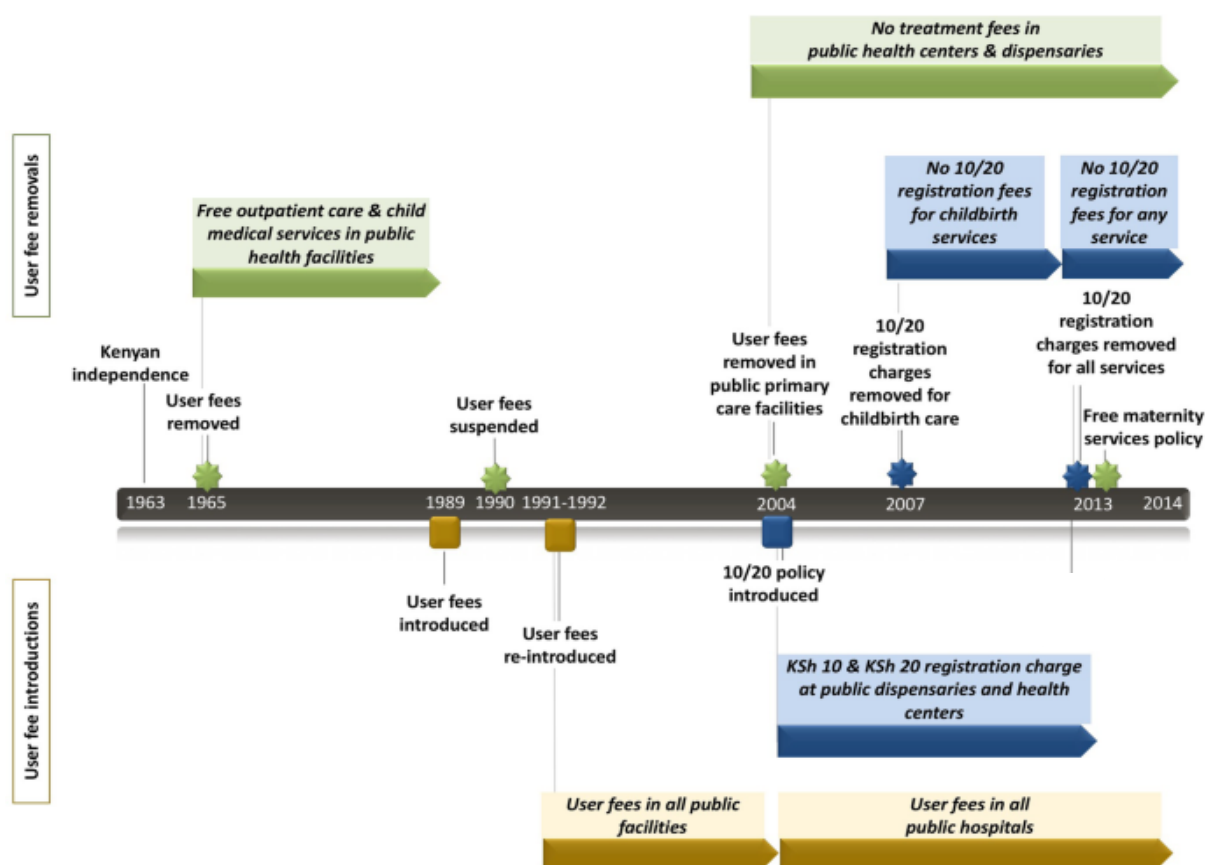 No treatment fees in
public health centers & dispensaries
User fee removals
No 10/20
registration fees
for childbirth
services
No 10/20
registration
fees for any
service
Free outpatient care & child
medical services in public
health facilities
Kenyan
independence
User fees
removed
User fees
suspended
User fees
removed in
public primary
care facilities
10/20
registration
charges
removed for
childbirth care
10/20
registration
charges removed
for all services
Free maternity
services policy
1963
1965
1989
1990
1991-1992
2004
2007
2013
2014
User fee introductions
User fees
introduced
User fees
re-introduced
10/20 policy
introduced
KSh 10 & KSh 20 registration charge
at public dispensaries and health
centers
User fees in all public
facilities
User fees in all
public hospitals